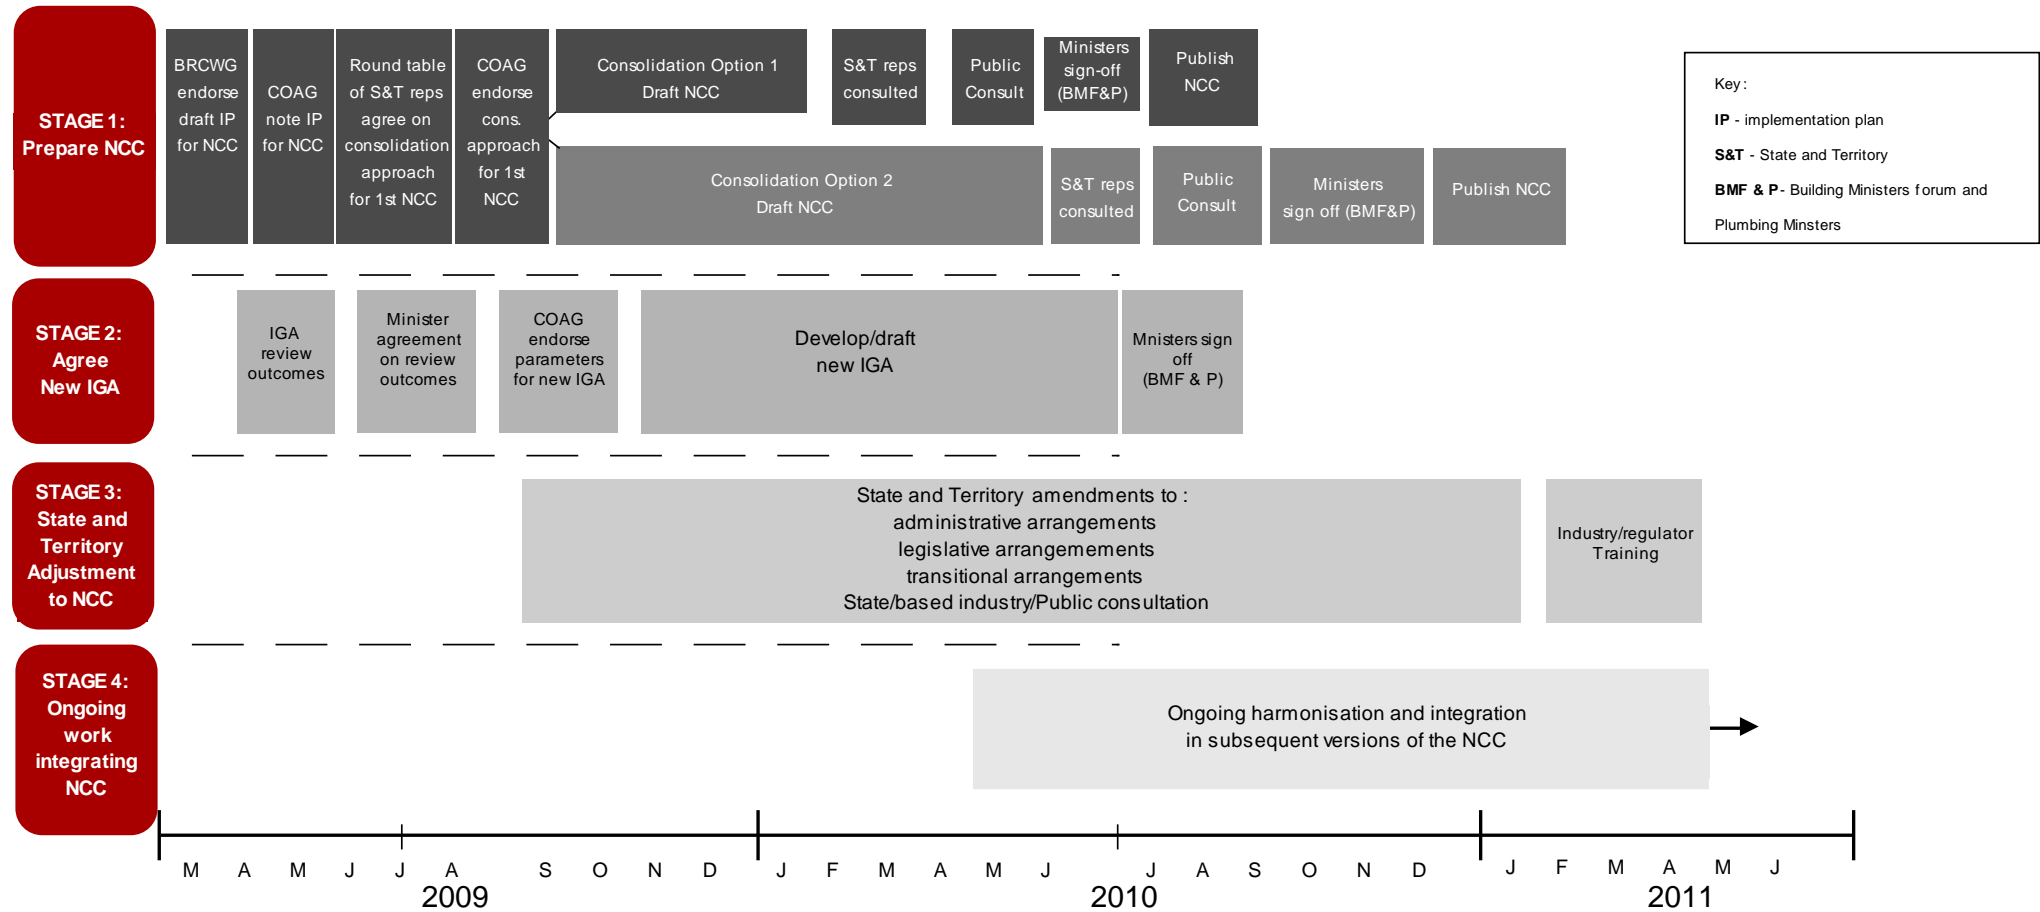 STAGE 1:
Prepare NCC
BRCWG
endorse
draft IP
for NCC
COAG
note IP
for NCC
Round table
of S&T reps
agree on
consolidation
approach
for 1st NCC
COAG
endorse
cons.
approach
for 1st
NCC
Consolidation Option 1
Draft NCC
S&T reps
consulted
Public
Consult
Ministers
sign-off
(BMF&P)
Publish
NCC
Consolidation Option 2
Draft NCC
S&T reps
consulted
Public
Consult
Ministers
sign off (BMF&P)
Publish NCC
Key:
IP - implementation plan
S&T - State and Territory
BMF & P- Building Ministers forum and
Plumbing Minsters
STAGE 2:
Agree
New IGA
IGA
review
outcomes
Minister
agreement
on review
outcomes
COAG
endorse
parameters
for new IGA
Develop/draft
new IGA
Mnisters sign
off
(BMF & P)
STAGE 3:
State and
Territory
Adjustment
to NCC
State and Territory amendments to :
administrative arrangements
legislative arrangemements
transitional arrangements
State/based industry/Public consultation
Industry/regulator
Training
STAGE 4:
Ongoing
work
integrating
NCC
Ongoing harmonisation and integration
in subsequent versions of the NCC
M A M J J A S O N D J F M A M J J A S O N D J F M A M J
2009 2010 2011